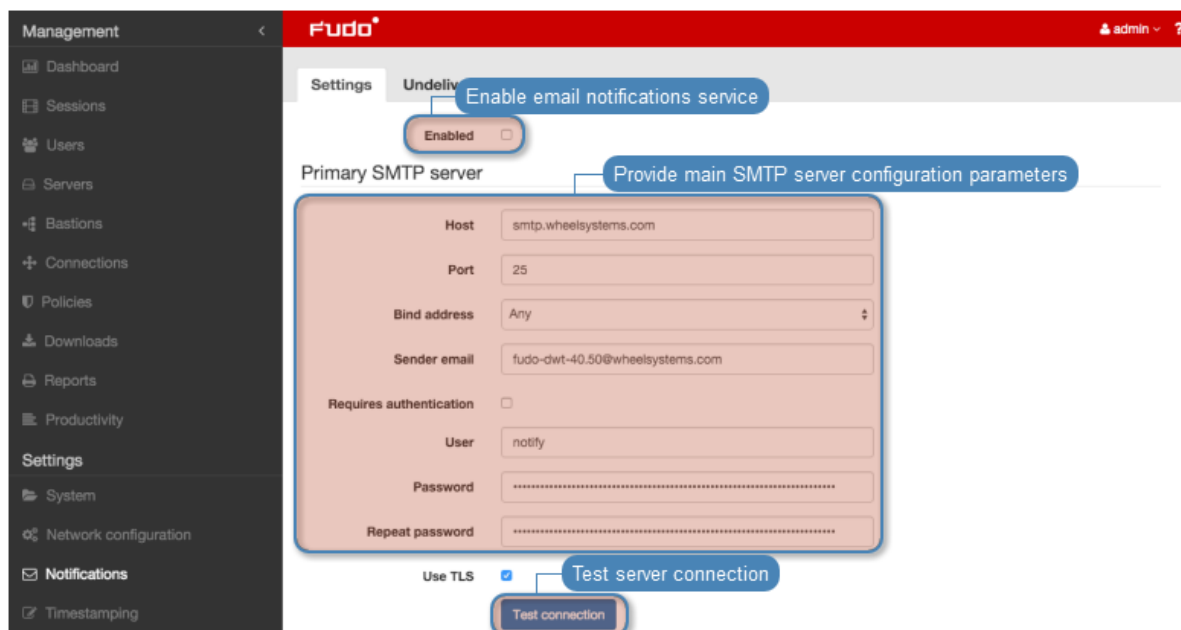 Management
Fudo
admin
?
Dashboard
Sessions
Users
Servers
Bastions
Connections
Policies
Downloads
Reports
Productivity
Settings
System
Network configuration
Notifications
Timestamping
Settings
Enable email notifications service
Enabled
Primary SMTP server
Provide main SMTP server configuration parameters
Host
smtp.wheelsystems.com
Port
25
Bind address
Any
Sender email
fudo-dwt-40.50@wheelsystems.com
Requires authentication
User
notify
Password
Repeat password
Use TLS
Test server connection
Test connection